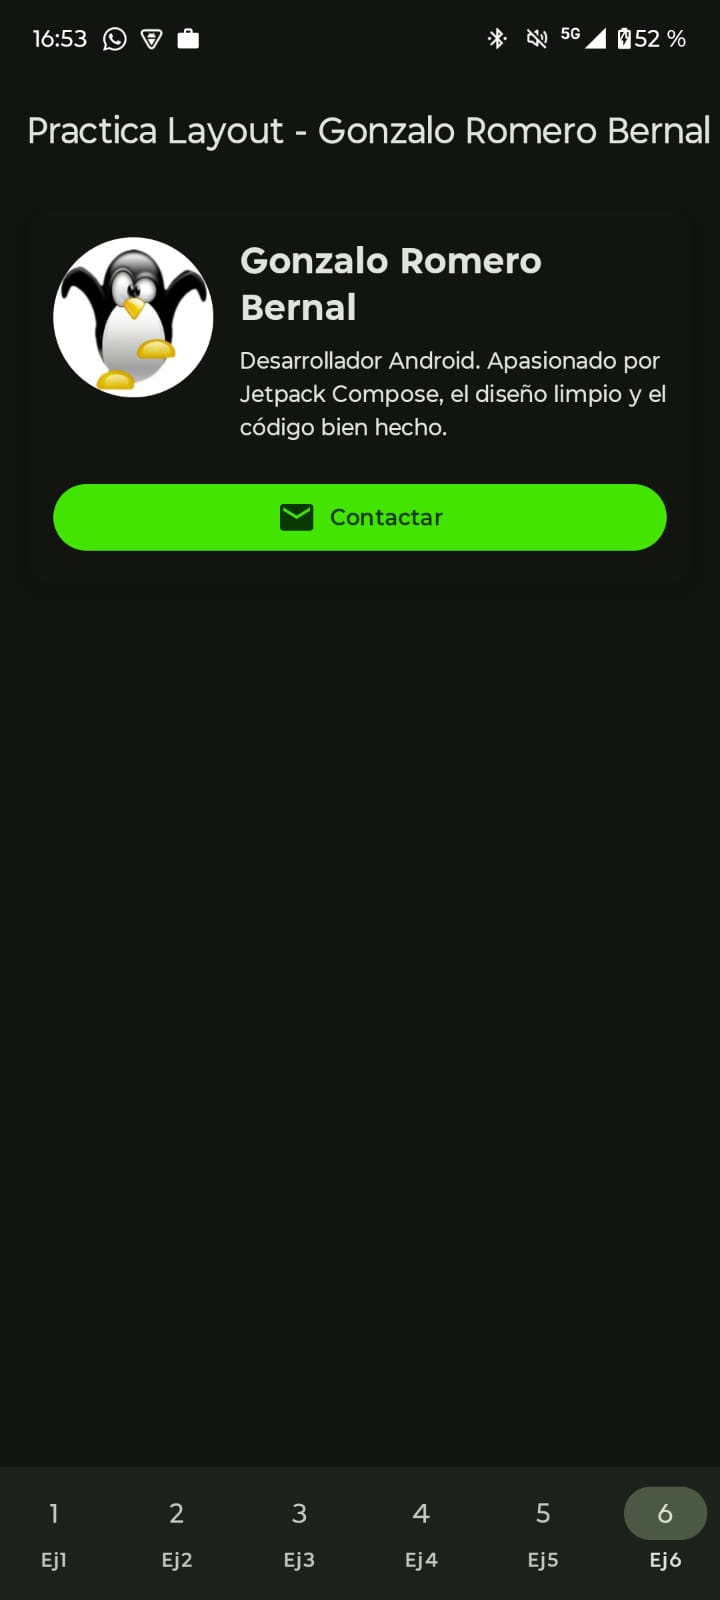 16:53 5G 52 %
Practica Layout - Gonzalo Romero Bernal
Gonzalo Romero
Bernal
Desarrollador Android. Apasionado por
Jetpack Compose, el diseño limpio y el
código bien hecho.
Contactar
1 2 3 4 5 6
Ej1 Ej2 Ej3 Ej4 Ej5 Ej6